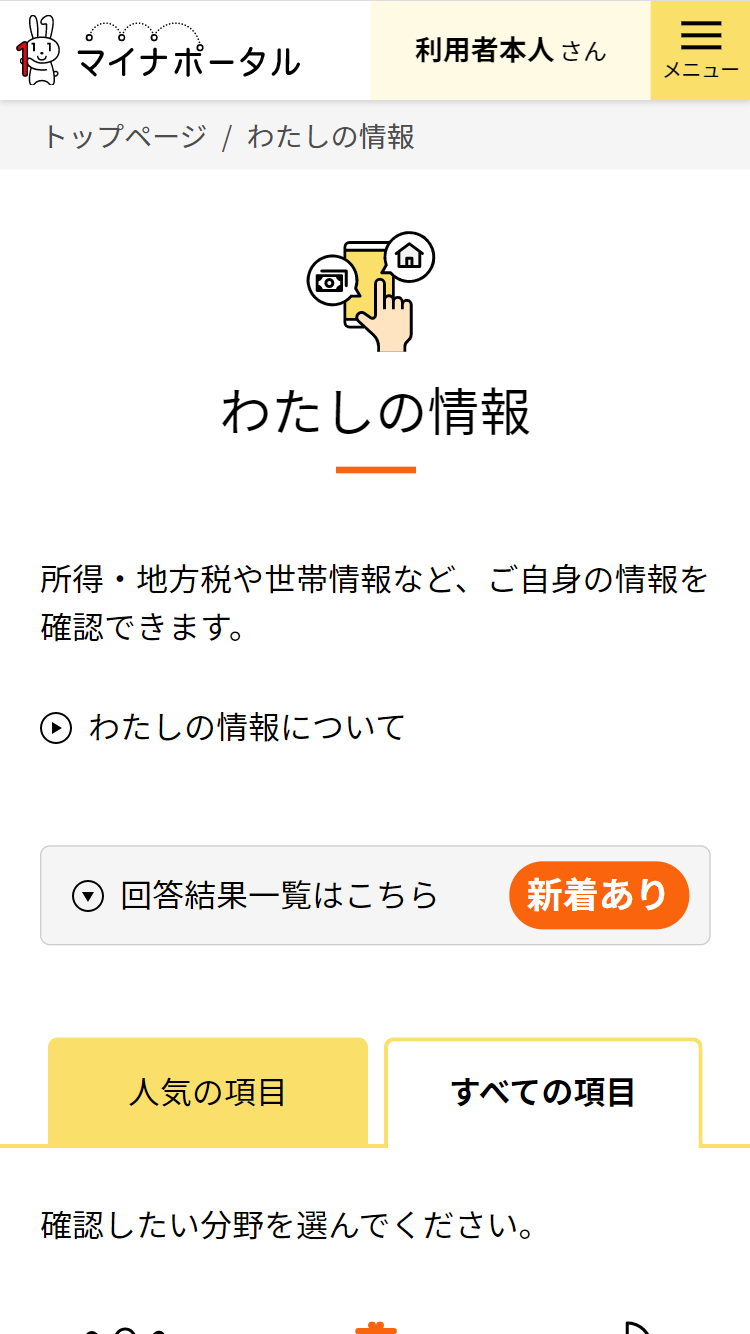 マイナポータル
利用者本人 さん
メニュー
トップページ / わたしの情報
わたしの情報
所得・地方税や世帯情報など、ご自身の情報を
確認できます。
わたしの情報について
回答結果一覧はこちら
新着あり
人気の項目
すべての項目
確認したい分野を選んでください。